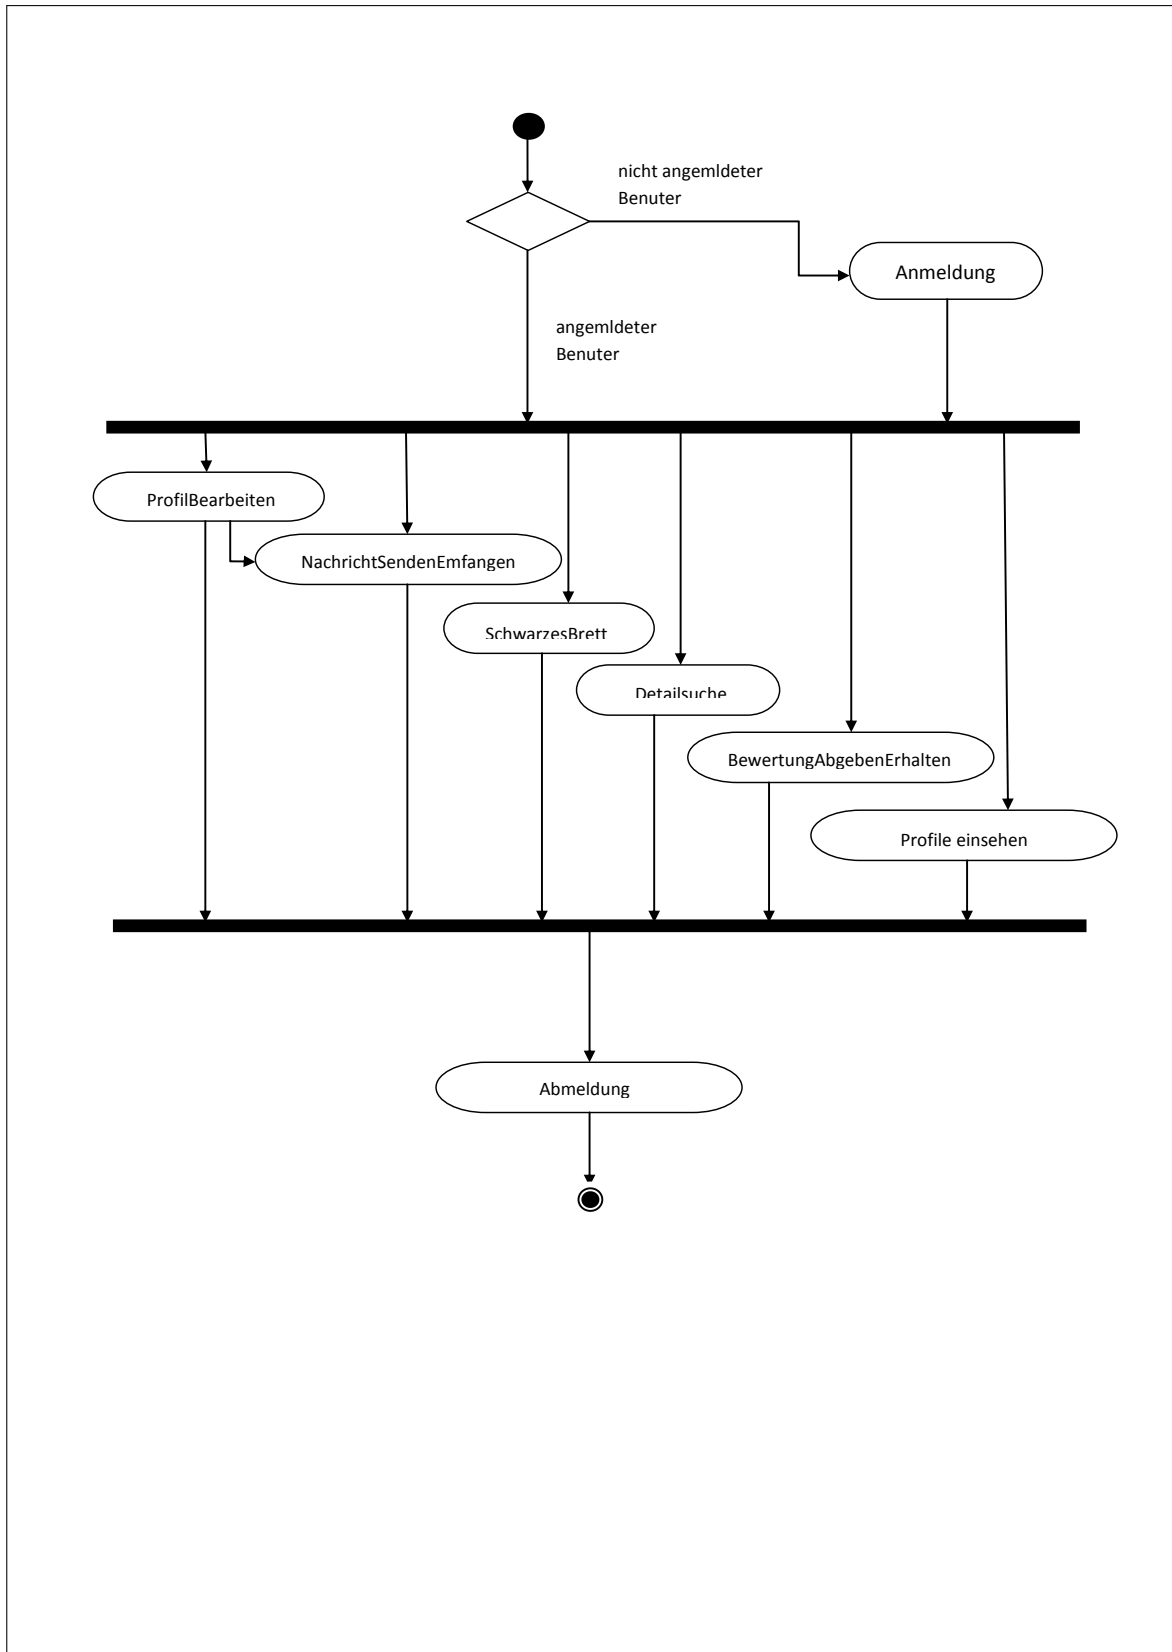 nicht angemldeter
Benuter
Anmeldung
angemldeter
Benuter
ProfilBearbeiten
NachrichtSendenEmfangen
SchwarzesBrett
Detailsuche
BewertungAbgebenErhalten
Profile einsehen
Abmeldung